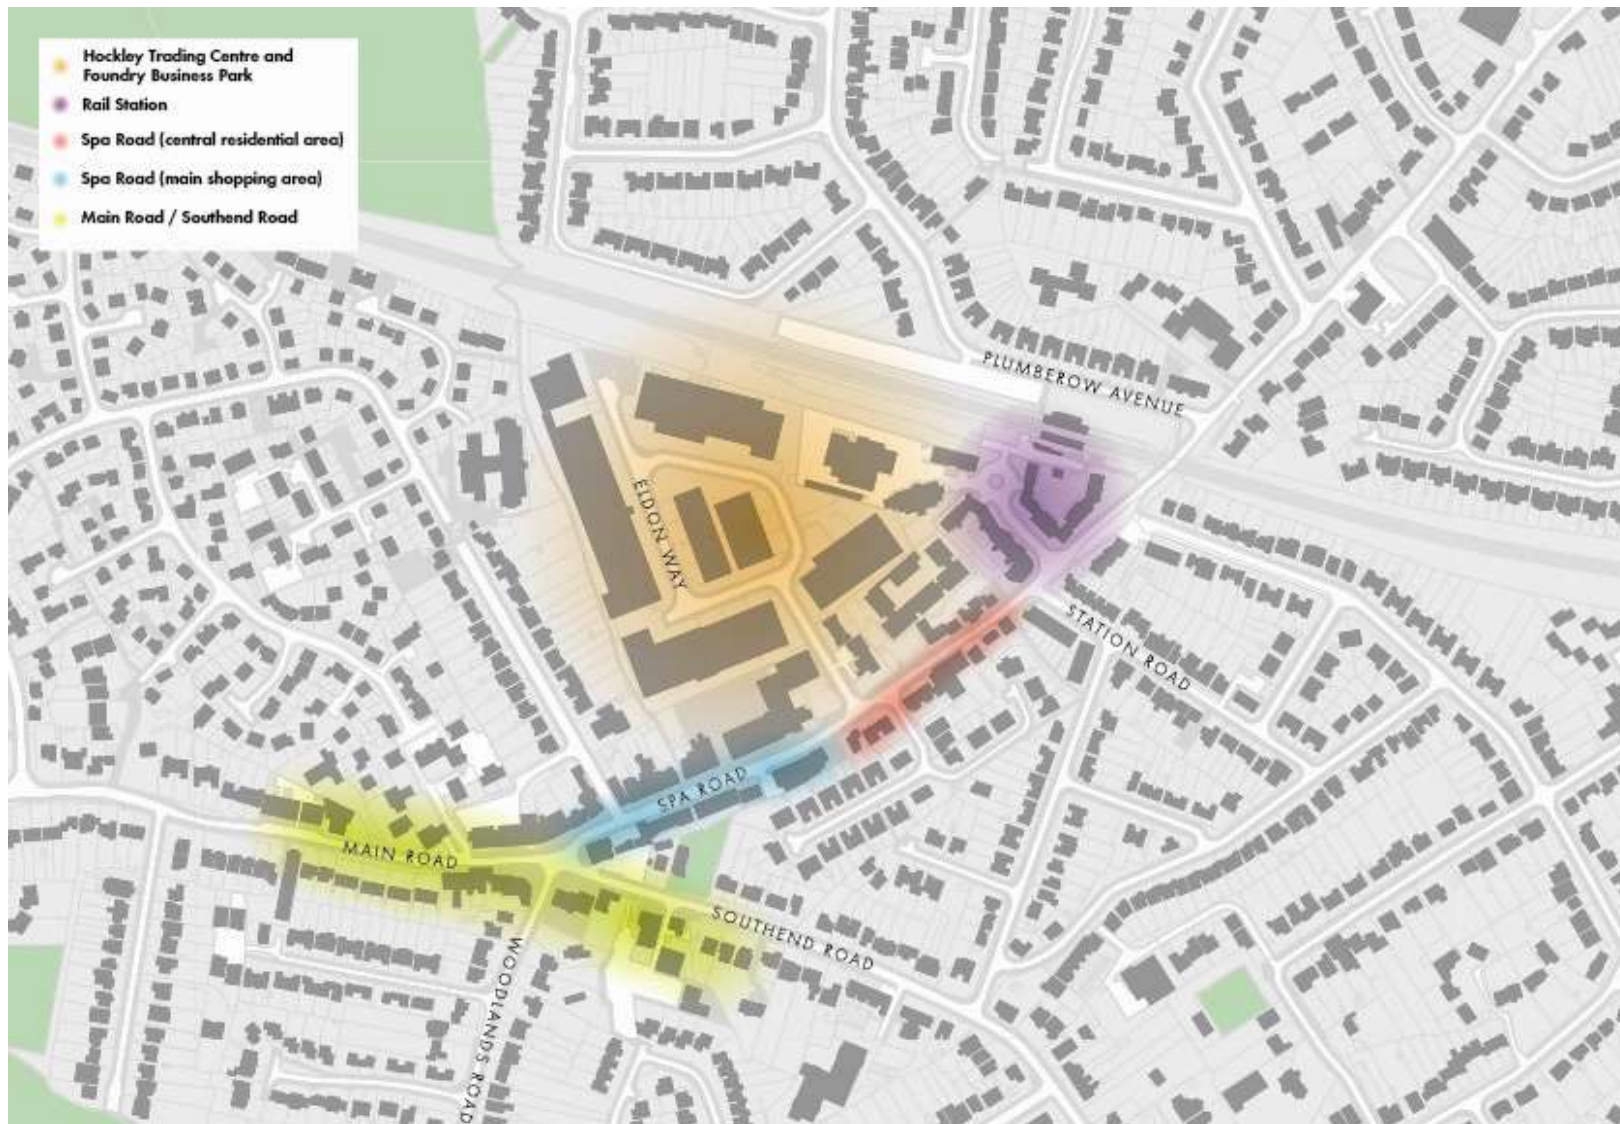 Hockley Trading Centre and
Foundry Business Park
Rail Station
Spa Road (central residential area)
Spa Road (main shopping area)
Main Road / Southend Road
PLUMBEROW AVENUE
ELDON WAY
STATION ROAD
SPA ROAD
MAIN ROAD
SOUTHEND ROAD
WOODLANDS ROAD